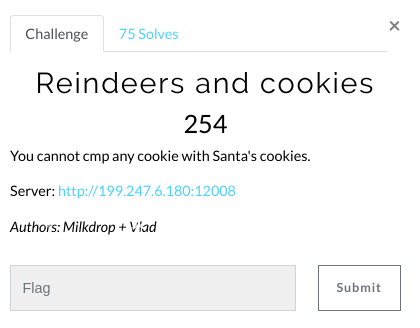 Challenge 75 Solves ×
Reindeers and cookies
254
You cannot cmp any cookie with Santa's cookies.
Server: http://199.247.6.180:12008
Authors: Milkdrop + Vlad
Flag Submit